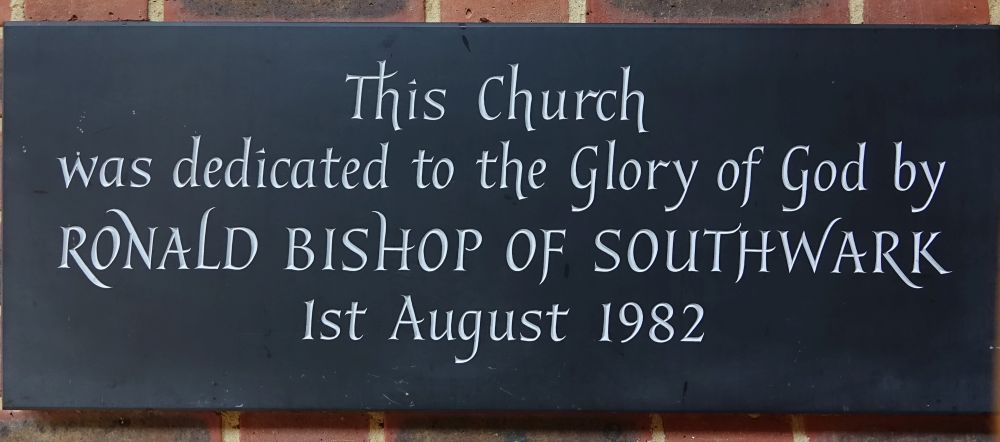 This Church
was dedicated to the Glory of God by
RONALD BISHOP OF SOUTHWARK
1st August 1982